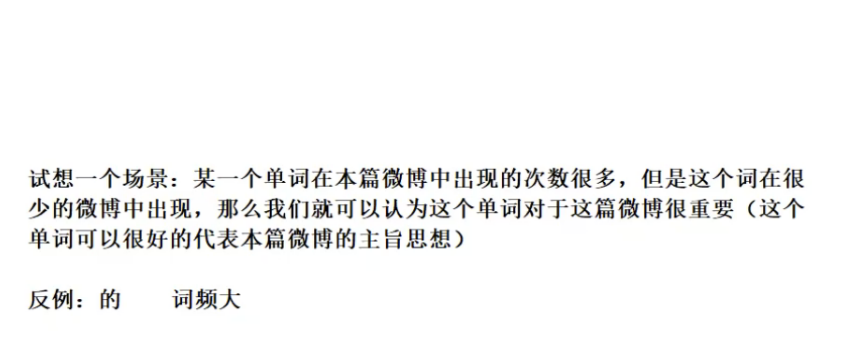 试想一个场景：某一个单词在本篇微博中出现的次数很多，但是这个词在很
少的微博中出现，那么我们就可以认为这个单词对于这篇微博很重要（这个
单词可以很好的代表本篇微博的主旨思想）
反例：的 词频大